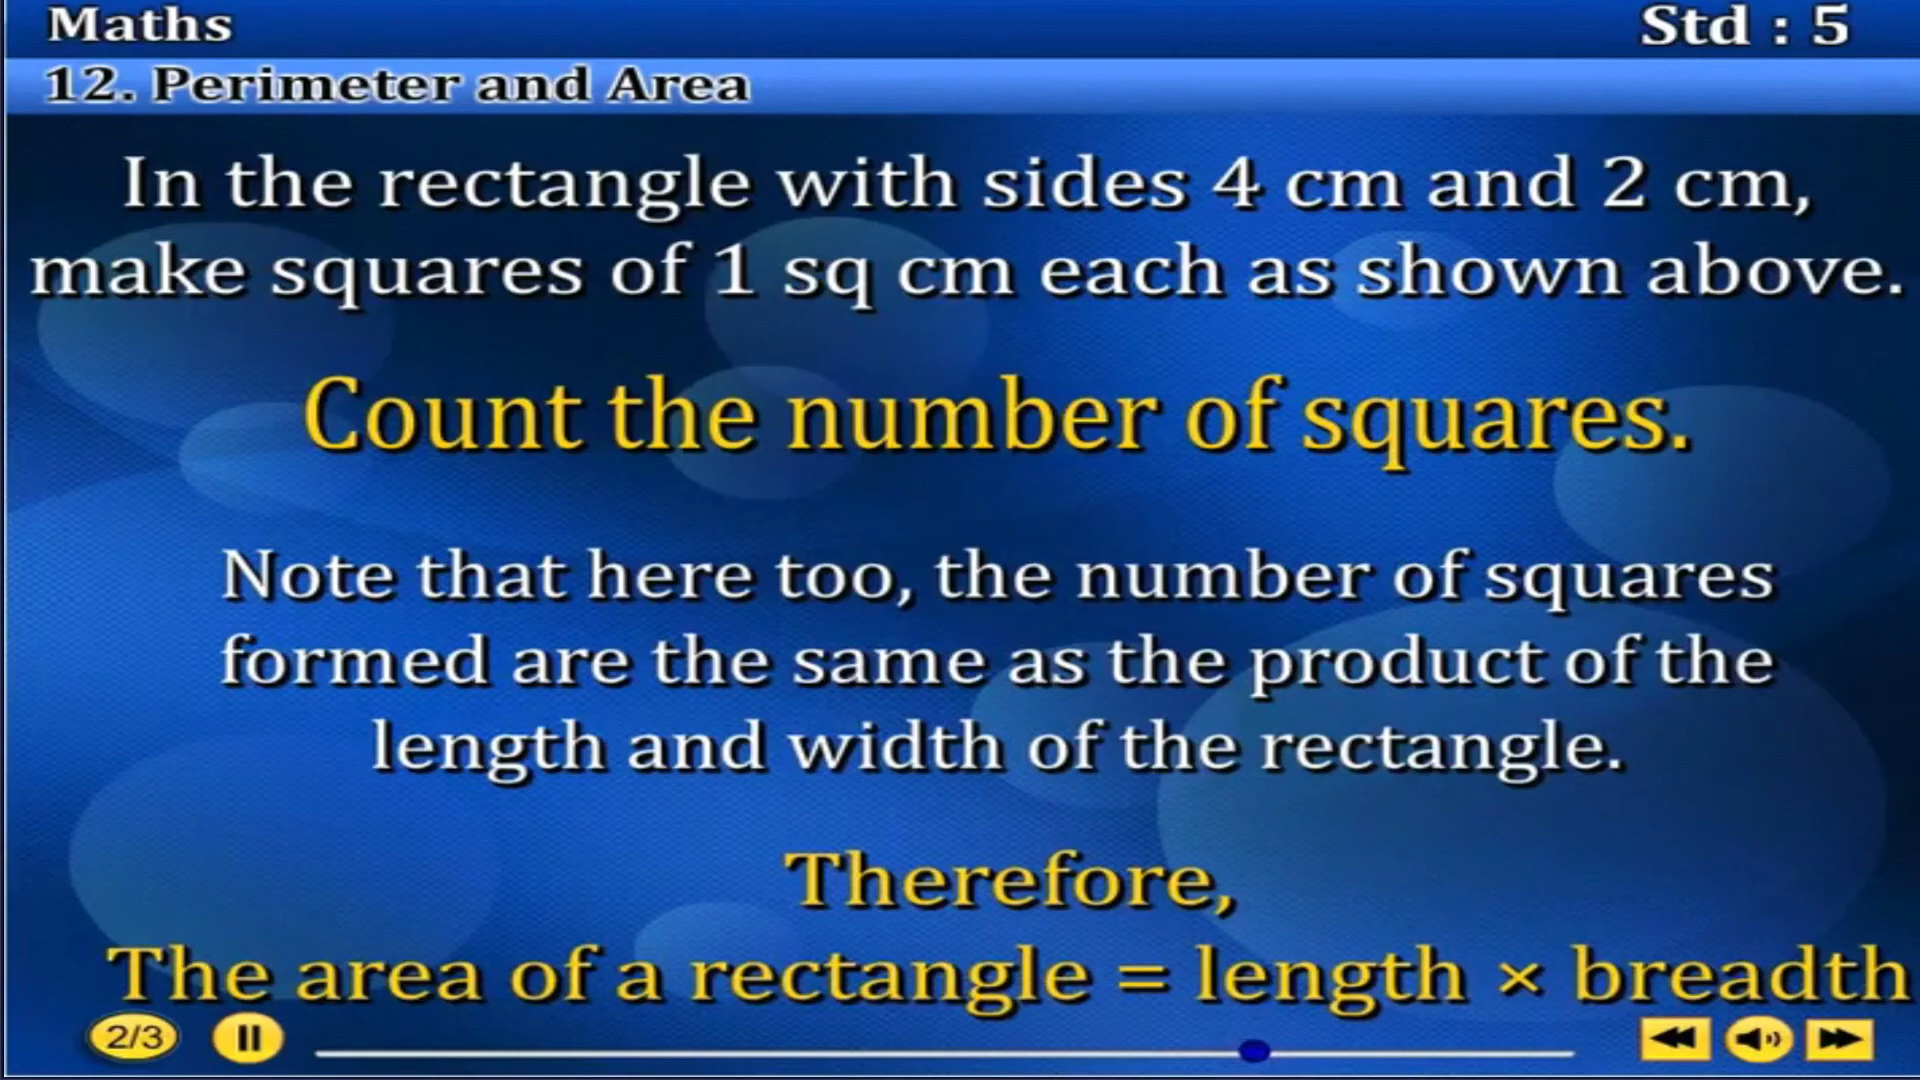 Maths
Std : 5
12. Perimeter and Area
In the rectangle with sides 4 cm and 2 cm,
make squares of 1 sq cm each as shown above.
Count the number of squares.
Note that here too, the number of squares
formed are the same as the product of the
length and width of the rectangle.
Therefore,
The area of a rectangle = length × breadth
2/3